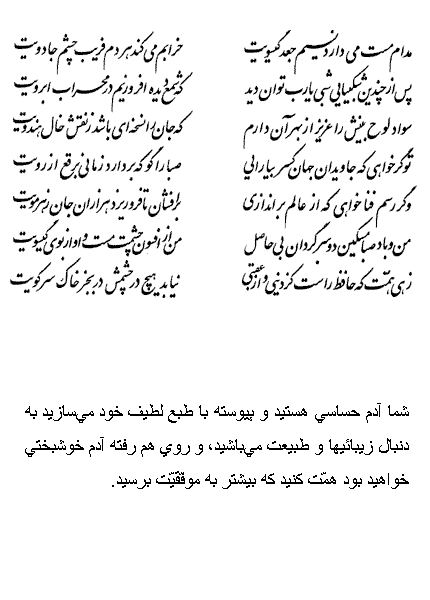 مدام مست می دارد نسیم جعد گیسویت خرابم می کند هر دم فریب چشم جادویت
پس از چندین شکیبایی شبی یارب توان دید که شمع دیده افروزیم در محراب ابرویت
سواد لوح بینش را عزیز از بهر آن دارم که جان را نسخه ای باشد ز نقش خال هندویت
تو گر خواهی که جاویدان جهان یکسر بیارایی صبا را گو که بردارد زمانی برقع از رویت
وگر رسم فنا خواهی که از عالم براندازی برافشان تا فرو ریزد هزاران جان ز هر مویت
من و باد صبا مسکین دو سرگردان بی حاصل من از افسون چشمت مست و او از بوی گیسویت
زهی همت که حافظ راست کز دنیی و از عقبی نیاید هیچ در چشمش بجز خاک سر کویت
شما آدم حساسي هستيد و پيوسته با طبع لطيف خود مي‌سازيد به
دنبال زيبائيها و طبيعت مي‌باشيد، و روي هم رفته آدم خوشبختي
خواهيد بود همّت كنيد كه بيشتر به موفّقيّت برسيد.